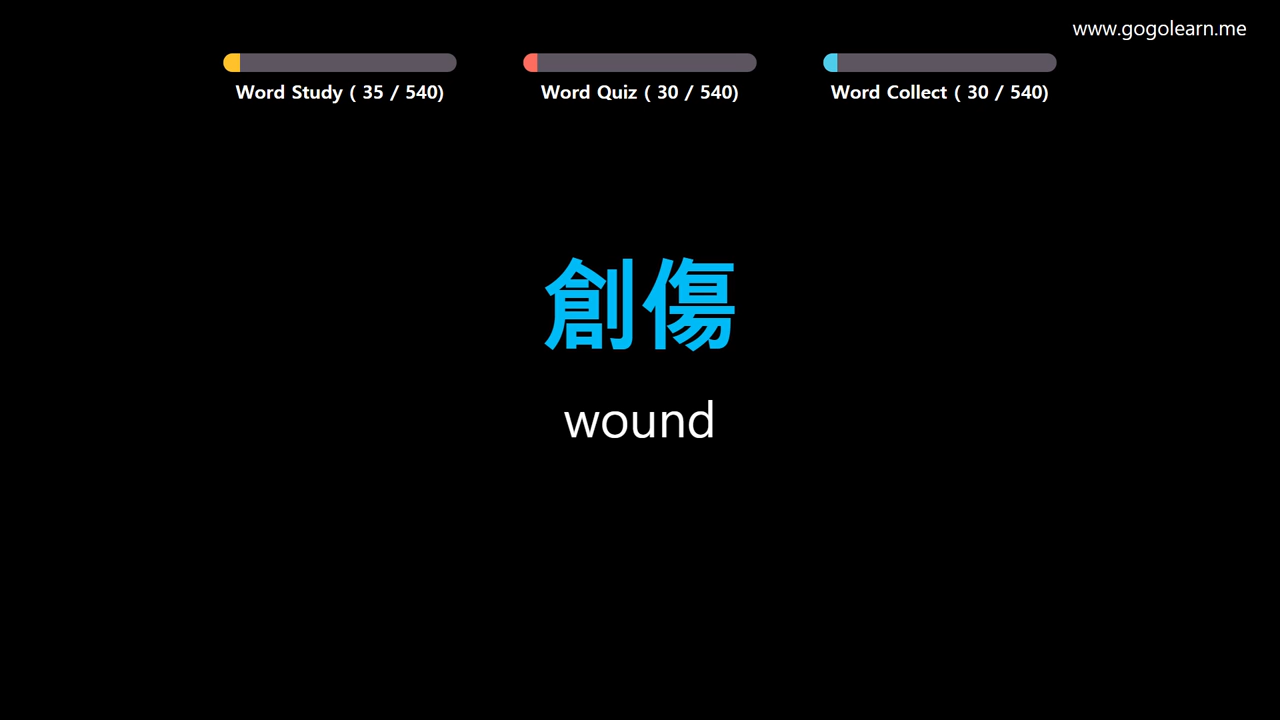 www.gogolearn.me
Word Study ( 35 / 540)
Word Quiz ( 30 / 540)
Word Collect ( 30 / 540)
創傷
wound